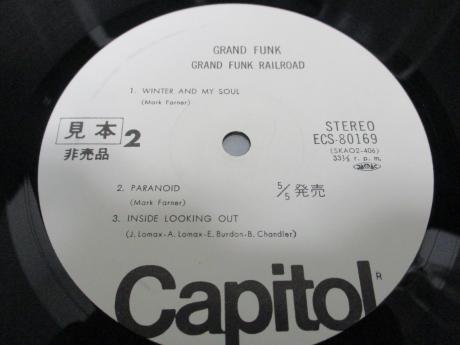 GRAND FUNK
GRAND FUNK RAILROAD
1. WINTER AND MY SOUL
(Mark Farner)
見本 2
非売品
STEREO
ECS-80169
(SKAO2-406)
33⅓ r. p. m.
2. PARANOID
(Mark Farner)
5/5 発売
3. INSIDE LOOKING OUT
(J. Lomax-A. Lomax-E. Burdon-B. Chandler)
Capitol
R